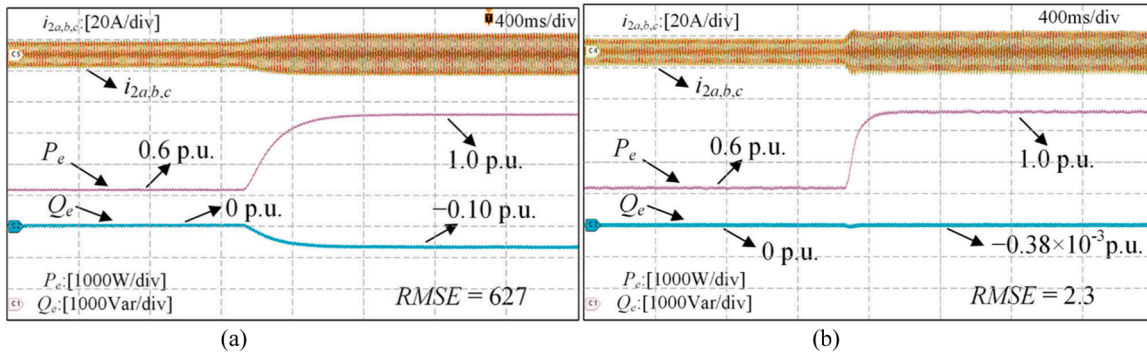 i2a,b,c:[20A/div]
T 400ms/div
C5
i2a,b,c
0.6 p.u.
1.0 p.u.
Pe
Qe
0 p.u.
−0.10 p.u.
Pe:[1000W/div]
Qe:[1000Var/div]
RMSE = 627
C1
(a)
i2a,b,c:[20A/div]
400ms/div
C4
i2a,b,c
0.6 p.u.
1.0 p.u.
Pe
Qe
0 p.u.
−0.38×10⁻³p.u.
Pe:[1000W/div]
Qe:[1000Var/div]
RMSE = 2.3
C1
(b)